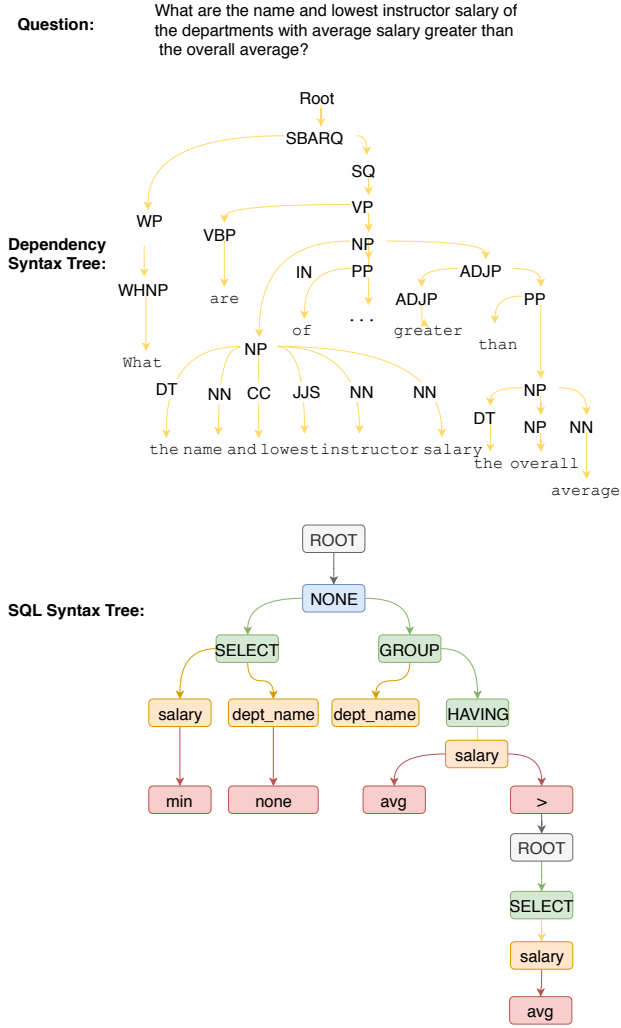 Question:
What are the name and lowest instructor salary of
the departments with average salary greater than
the overall average?
Root
SBARQ
SQ
WP
VBP
VP
Dependency
Syntax Tree:
NP
IN
PP
ADJP
WHNP
are
ADJP
PP
of
...
greater
than
What
NP
DT
NN
CC
JJS
NN
NN
NP
DT
NP
NN
the name and lowest instructor salary
the overall
average
ROOT
NONE
SQL Syntax Tree:
SELECT
GROUP
salary
dept_name
dept_name
HAVING
salary
min
none
avg
>
ROOT
SELECT
salary
avg